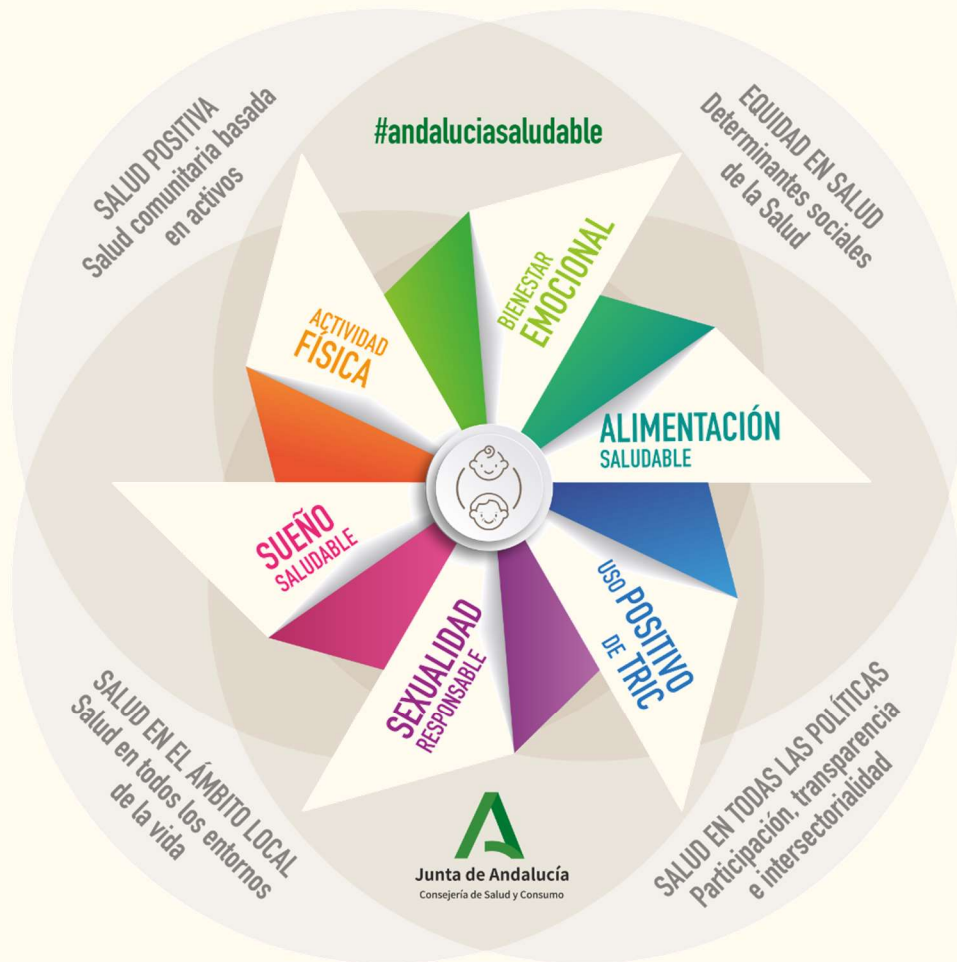 #andaluciasaludable
SALUD POSITIVA
Salud comunitaria basada
en activos
EQUIDAD EN SALUD
Determinantes sociales
de la Salud
ACTIVIDAD
FÍSICA
BIENESTAR
EMOCIONAL
ALIMENTACIÓN
SALUDABLE
USO POSITIVO
DE TRIC
SEXUALIDAD
RESPONSABLE
SUEÑO
SALUDABLE
SALUD EN EL ÁMBITO LOCAL
Salud en todos los entornos
de la vida
SALUD EN TODAS LAS POLÍTICAS
Participación, transparencia
e intersectorialidad
Junta de Andalucía
Consejería de Salud y Consumo